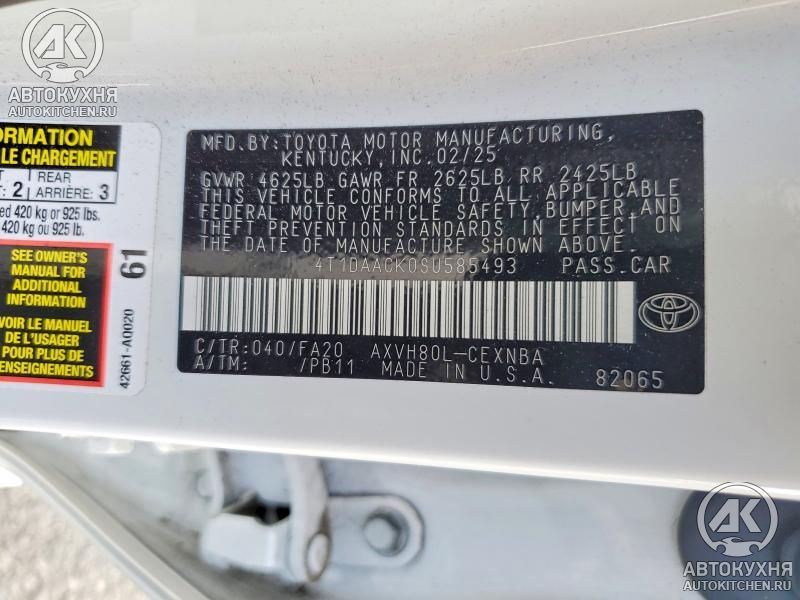 АК
АВТОКУХНЯ
AUTOKITCHEN.RU
ORMATION
LE CHARGEMENT
2
REAR
ARRIÈRE: 3
ed 420 kg or 925 lbs.
420 kg ou 925 lb.
SEE OWNER'S
MANUAL FOR
ADDITIONAL
INFORMATION
VOIR LE MANUEL
DE L'USAGER
POUR PLUS DE
RENSEIGNEMENTS
61
42661-A0020
MFD. BY: TOYOTA MOTOR MANUFACTURING,
KENTUCKY, INC. 02/25
GVWR 4625LB GAWR FR 2625LB RR 2425LB
THIS VEHICLE CONFORMS TO ALL APPLICABLE
FEDERAL MOTOR VEHICLE SAFETY, BUMPER, AND
THEFT PREVENTION STANDARDS IN EFFECT ON
THE DATE OF MANUFACTURE SHOWN ABOVE.
4T1DAACK0SU585493 PASS. CAR
C/TR: 040/FA20 AXVH80L-CEXNBA
A/TM: /PB11 MADE IN U.S.A. 82065
АК
АВТОКУХНЯ
AUTOKITCHEN.RU